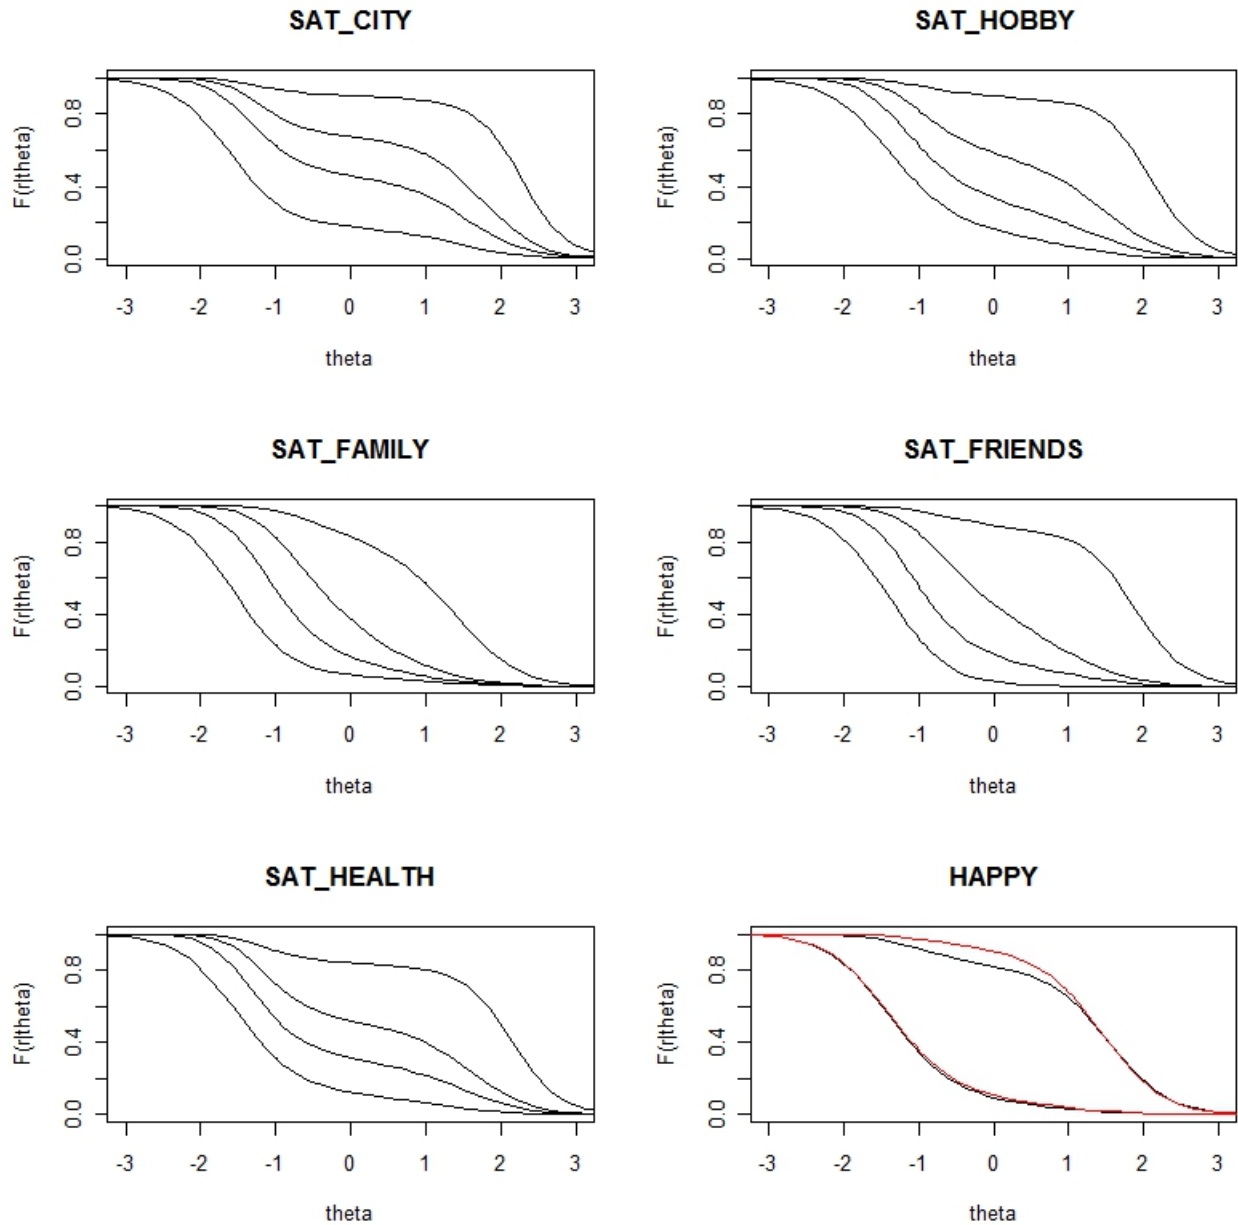 SAT_CITY
F(r|theta)
0.0 0.4 0.8
-3 -2 -1 0 1 2 3
theta
SAT_HOBBY
F(r|theta)
0.0 0.4 0.8
-3 -2 -1 0 1 2 3
theta
SAT_FAMILY
F(r|theta)
0.0 0.4 0.8
-3 -2 -1 0 1 2 3
theta
SAT_FRIENDS
F(r|theta)
0.0 0.4 0.8
-3 -2 -1 0 1 2 3
theta
SAT_HEALTH
F(r|theta)
0.0 0.4 0.8
-3 -2 -1 0 1 2 3
theta
HAPPY
F(r|theta)
0.0 0.4 0.8
-3 -2 -1 0 1 2 3
theta